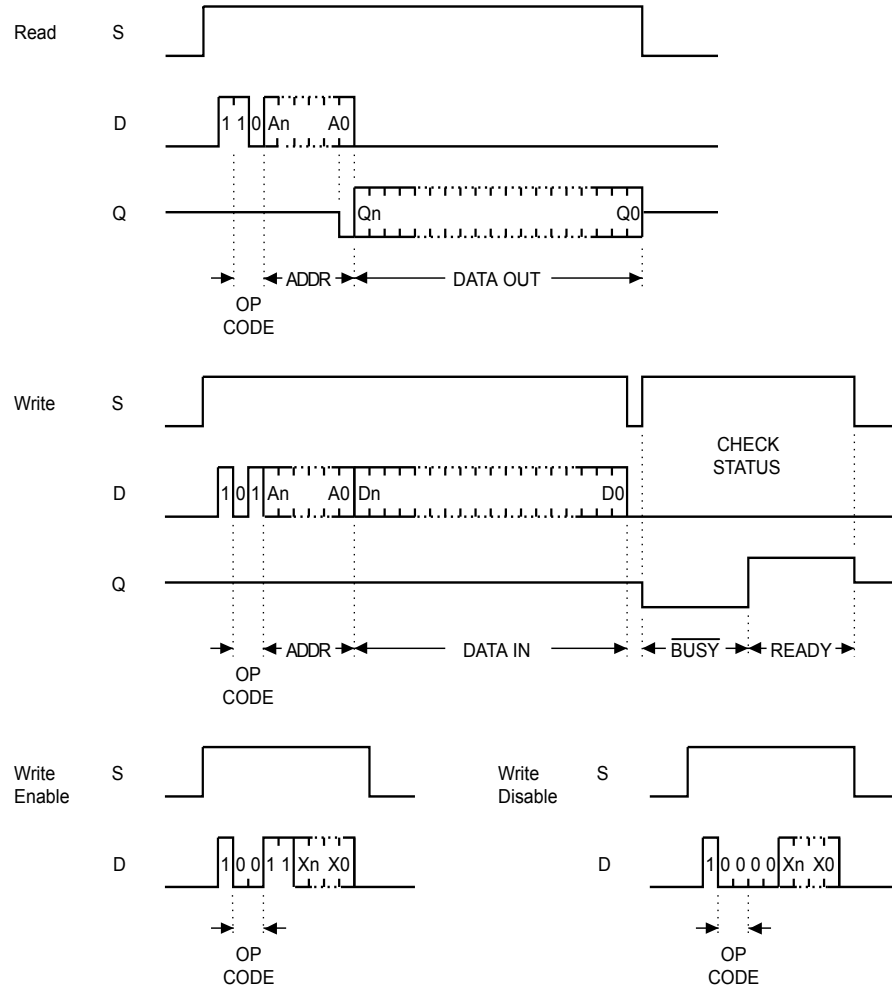 Read S
D 1 1 0 An A0
Q Qn Q0
ADDR DATA OUT
OP
CODE
Write S
CHECK
STATUS
D 1 0 1 An A0 Dn D0
Q
ADDR DATA IN BUSY READY
OP
CODE
Write S Write S
Enable Disable
D 1 0 0 1 1 Xn X0 D 1 0 0 0 0 Xn X0
OP OP
CODE CODE